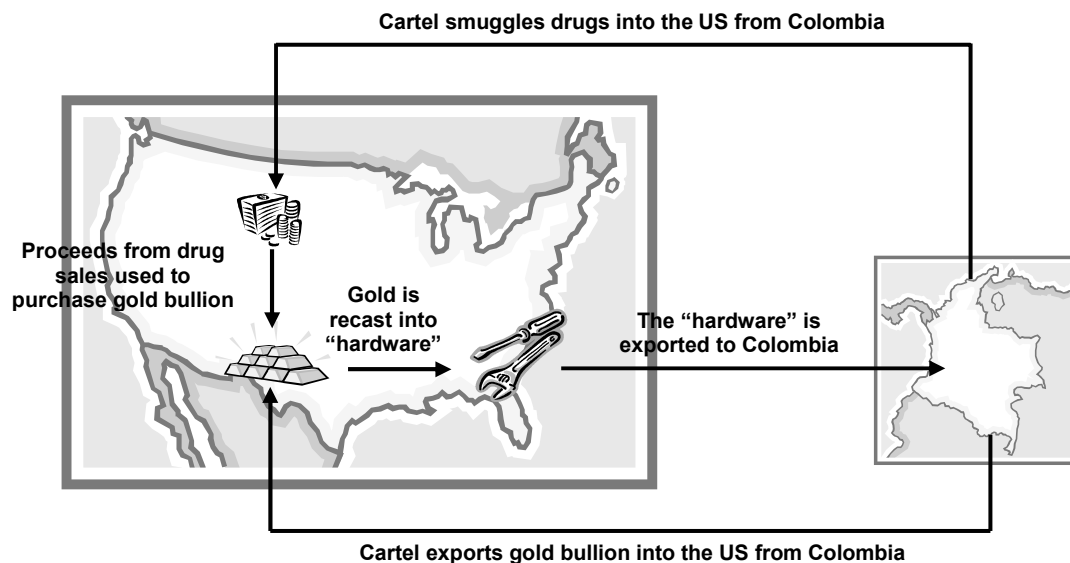 Cartel smuggles drugs into the US from Colombia
Proceeds from drug
sales used to
purchase gold bullion
Gold is
recast into
“hardware”
The “hardware” is
exported to Colombia
Cartel exports gold bullion into the US from Colombia